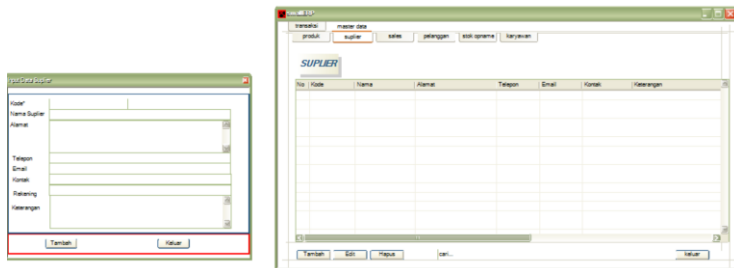 Input Data Suplier
Kode*
Nama Suplier
Alamat
Telepon
Email
Kontak
Rekening
Keterangan
Tambah Keluar
transaksi master data
produk suplier sales pelanggan stok opname karyawan
SUPLIER
No Kode Nama Alamat Telepon Email Kontak Keterangan
Tambah Edit Hapus cari... keluar